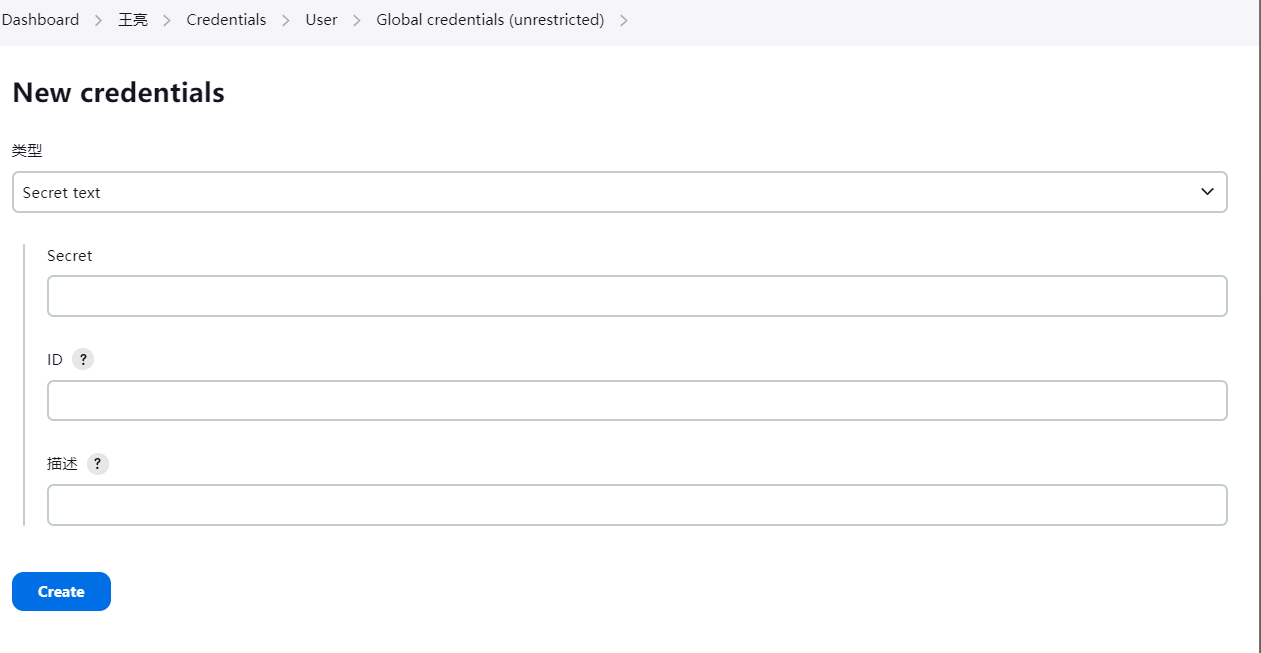 Dashboard > 王亮 > Credentials > User > Global credentials (unrestricted) >
New credentials
类型
Secret text
Secret
ID ?
描述 ?
Create